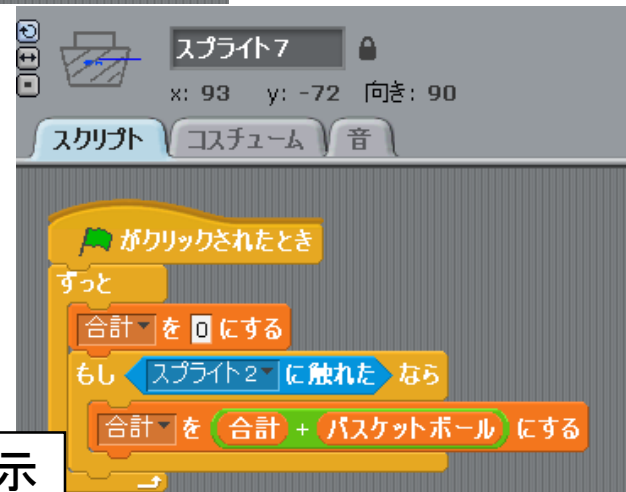 スプライト7
x: 93 y: -72 向き: 90
スクリプト コスチューム 音
がクリックされたとき
ずっと
合計 を 0 にする
もし スプライト2 に触れた なら
合計 を 合計 + バスケットボール にする
示